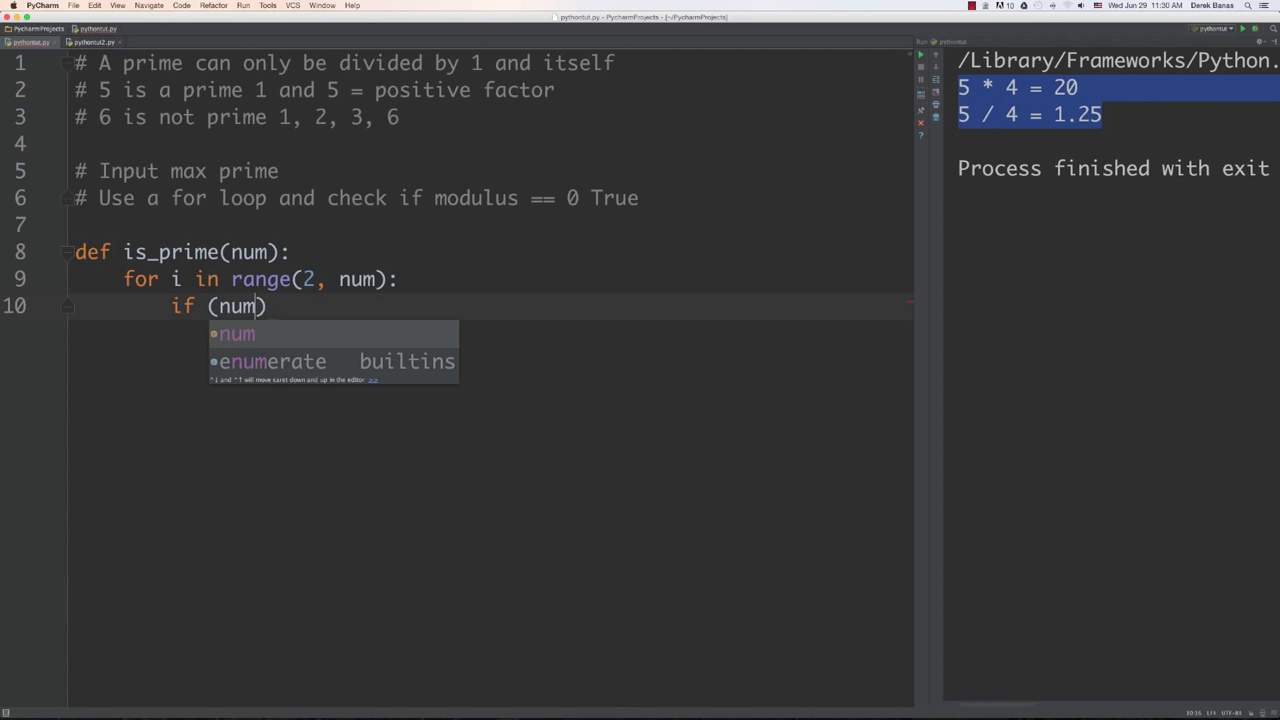 PyCharm File Edit View Navigate Code Refactor Run Tools VCS Window Help 10 Wed Jun 29 11:30 AM Derek Banas
pythontut.py - PycharmProjects - [~/PycharmProjects]
PycharmProjects pythontut.py pythontut
pythontut.py pythontut2.py Run pythontut
1 # A prime can only be divided by 1 and itself
2 # 5 is a prime 1 and 5 = positive factor
3 # 6 is not prime 1, 2, 3, 6
4
5 # Input max prime
6 # Use a for loop and check if modulus == 0 True
7
8 def is_prime(num):
9 for i in range(2, num):
10 if (num)
num
enumerate builtins
^↓ and ^↑ will move caret down and up in the editor >>
/Library/Frameworks/Python.
5 * 4 = 20
5 / 4 = 1.25
Process finished with exit
10:16 LF÷ UTF-8÷